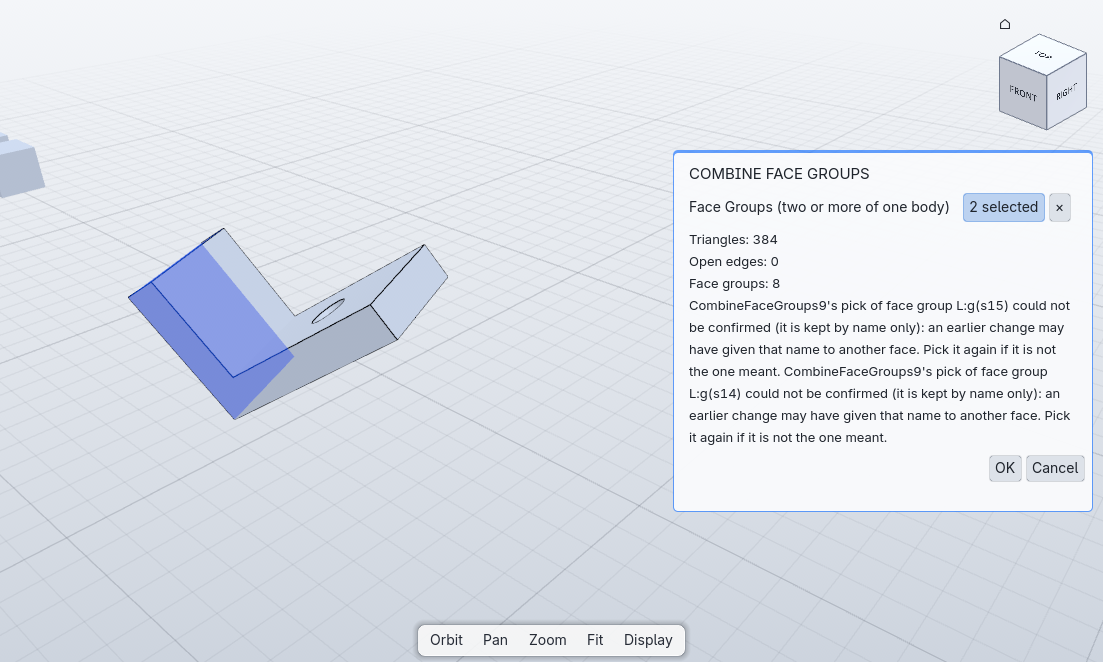 FRONT
RIGHT
COMBINE FACE GROUPS
Face Groups (two or more of one body) 2 selected ×
Triangles: 384
Open edges: 0
Face groups: 8
CombineFaceGroups9's pick of face group L:g(s15) could not
be confirmed (it is kept by name only): an earlier change may
have given that name to another face. Pick it again if it is not
the one meant. CombineFaceGroups9's pick of face group
L:g(s14) could not be confirmed (it is kept by name only): an
earlier change may have given that name to another face. Pick
it again if it is not the one meant.
OK Cancel
Orbit Pan Zoom Fit Display